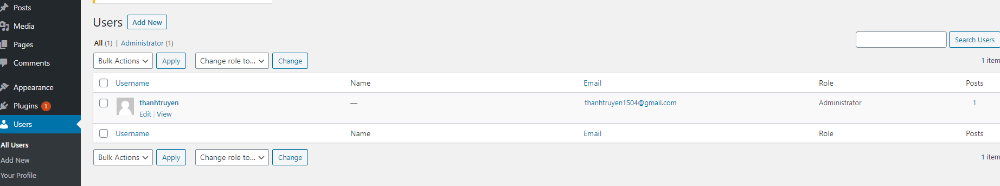 Posts
Media
Pages
Comments
Appearance
Plugins 1
Users
All Users
Add New
Your Profile
Users Add New
All (1) | Administrator (1)
Search Users
Bulk Actions Apply Change role to... Change
1 item
Username Name Email Role Posts
thanhtruyen — thanhtruyen1504@gmail.com Administrator 1
Edit | View
Username Name Email Role Posts
Bulk Actions Apply Change role to... Change
1 item